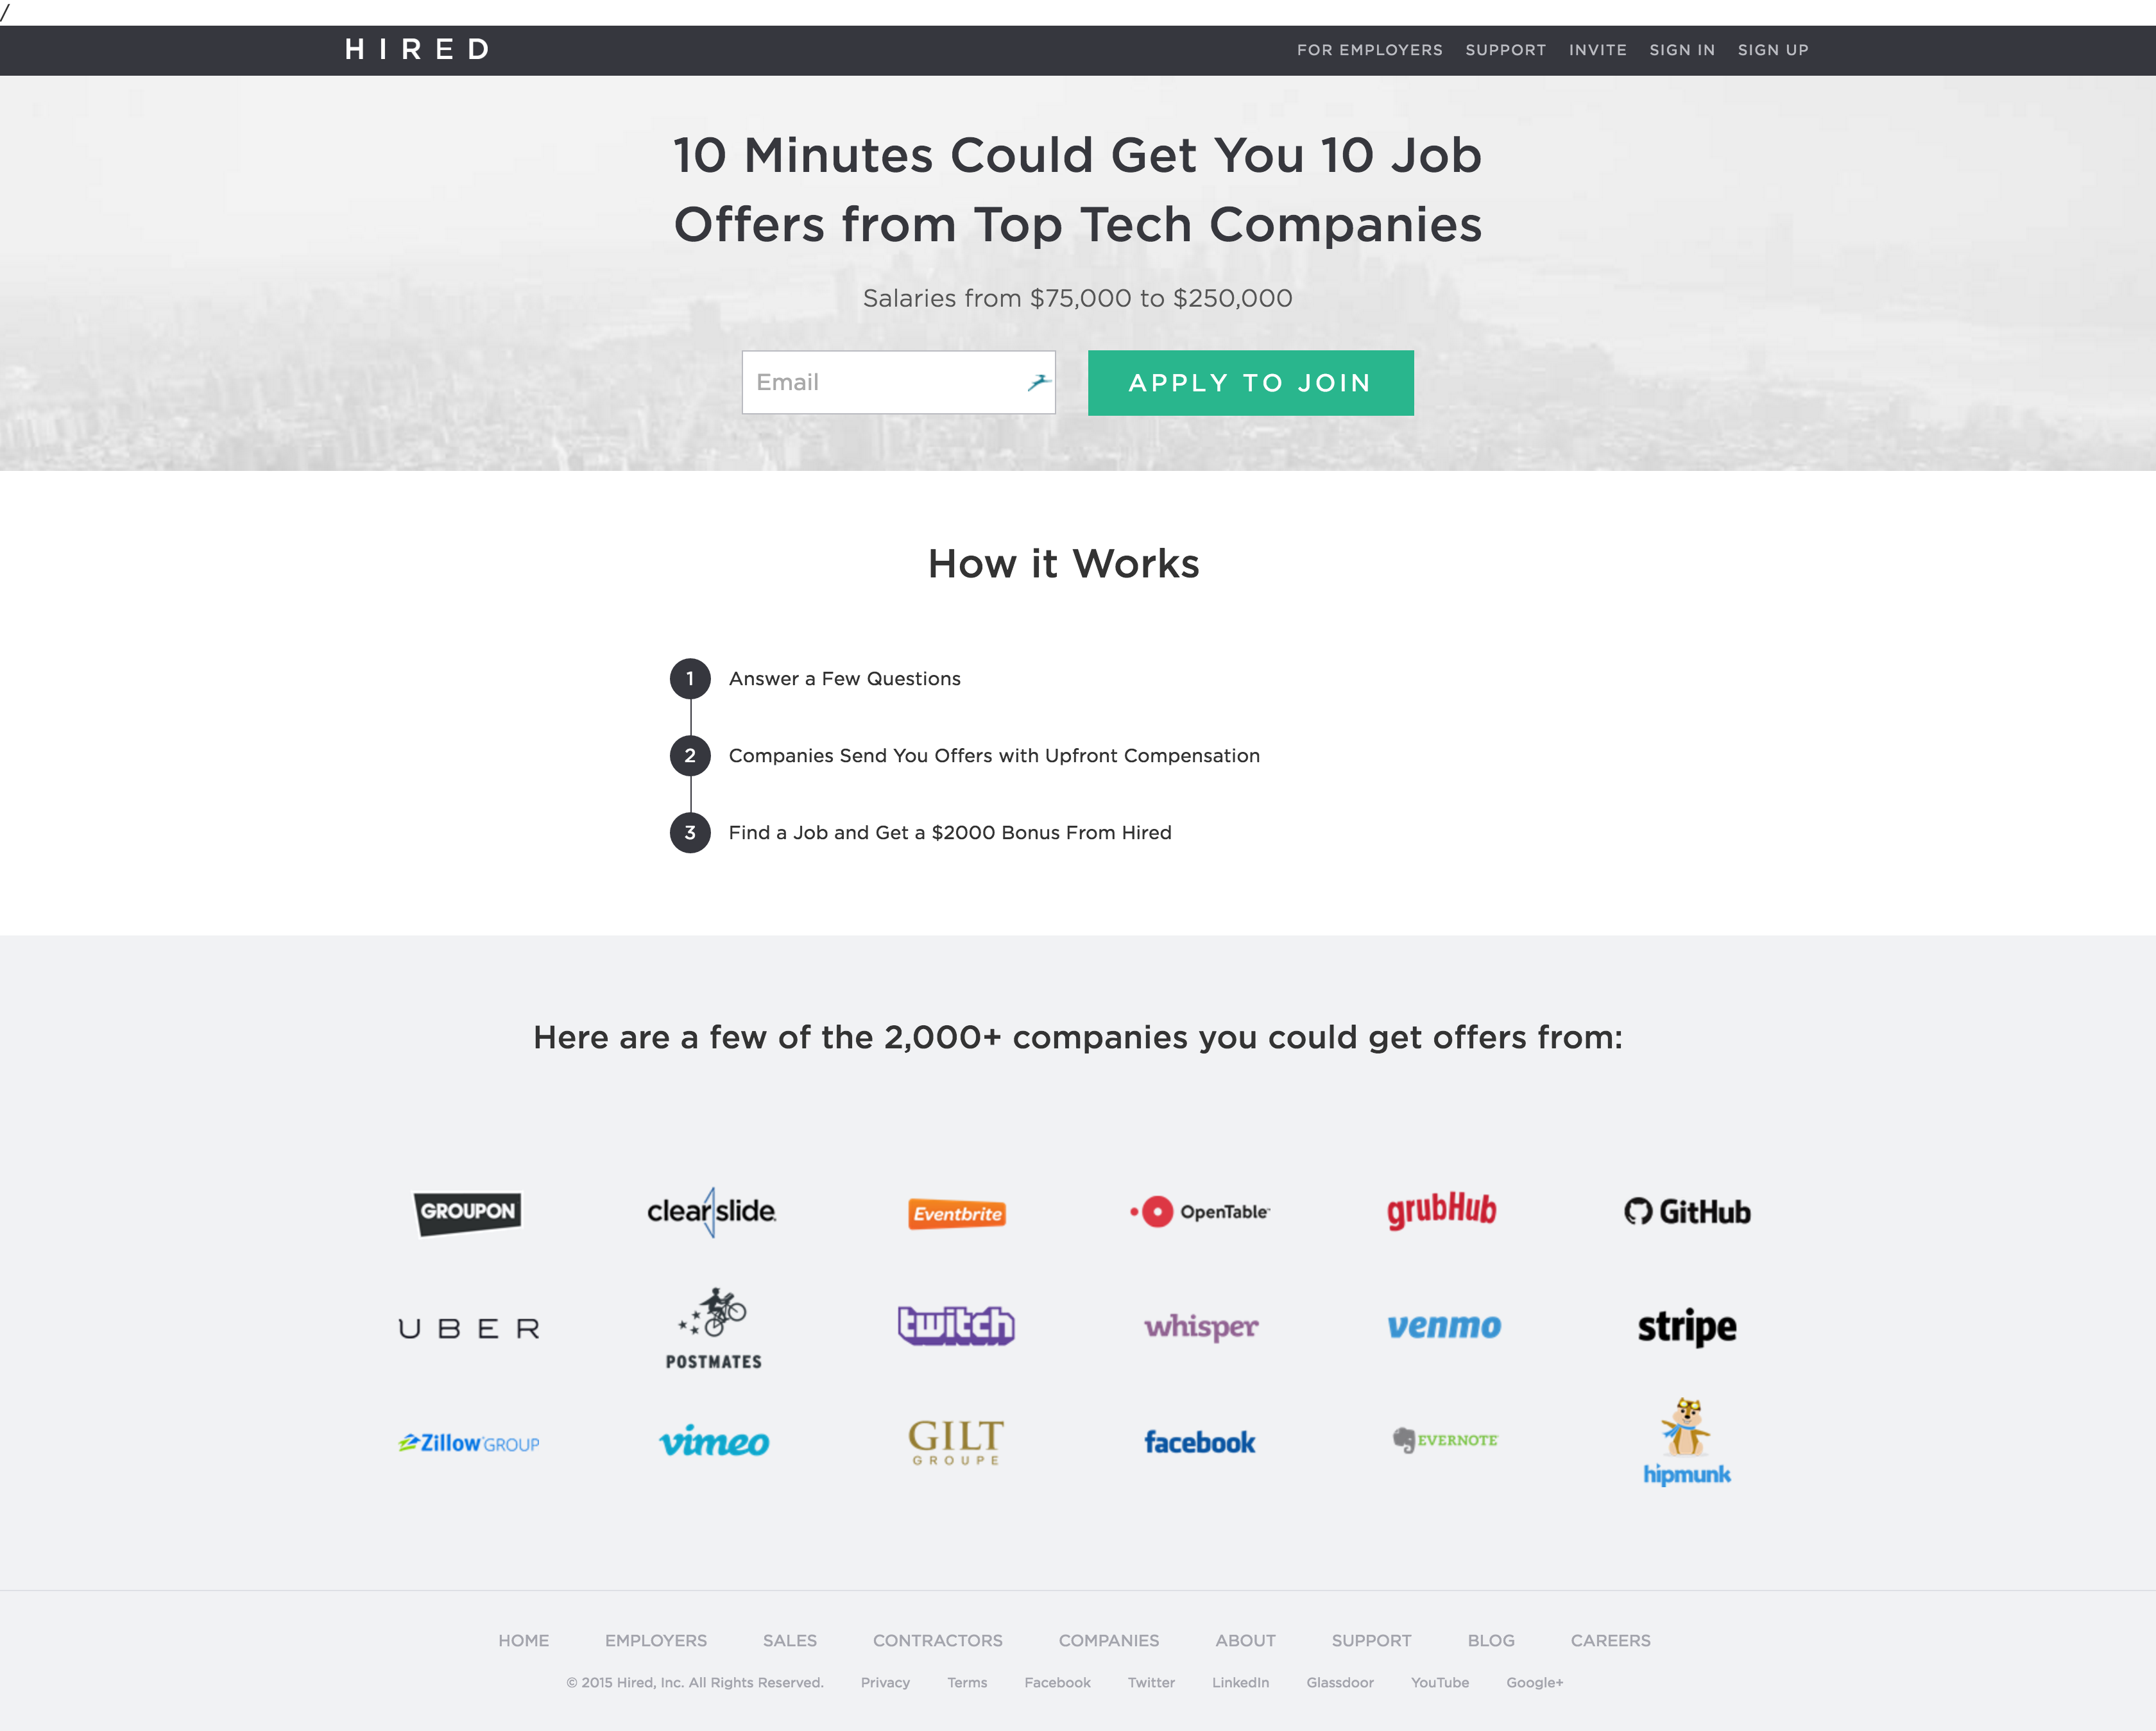 /
HIRED
FOR EMPLOYERS SUPPORT INVITE SIGN IN SIGN UP
10 Minutes Could Get You 10 Job
Offers from Top Tech Companies
Salaries from $75,000 to $250,000
Email
APPLY TO JOIN
How it Works
1 Answer a Few Questions
2 Companies Send You Offers with Upfront Compensation
3 Find a Job and Get a $2000 Bonus From Hired
Here are a few of the 2,000+ companies you could get offers from:
GROUPON clearslide Eventbrite OpenTable grubHub GitHub
UBER POSTMATES twitch whisper venmo stripe
Zillow GROUP vimeo GILT GROUPE facebook EVERNOTE hipmunk
HOME EMPLOYERS SALES CONTRACTORS COMPANIES ABOUT SUPPORT BLOG CAREERS
© 2015 Hired, Inc. All Rights Reserved. Privacy Terms Facebook Twitter LinkedIn Glassdoor YouTube Google+